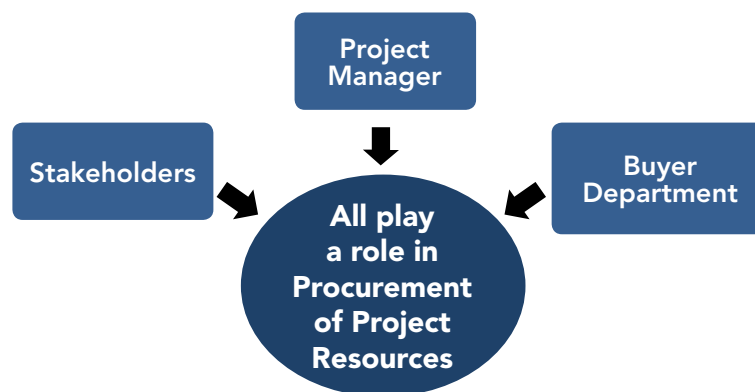 Project
Manager
Stakeholders
Buyer
Department
All play
a role in
Procurement
of Project
Resources